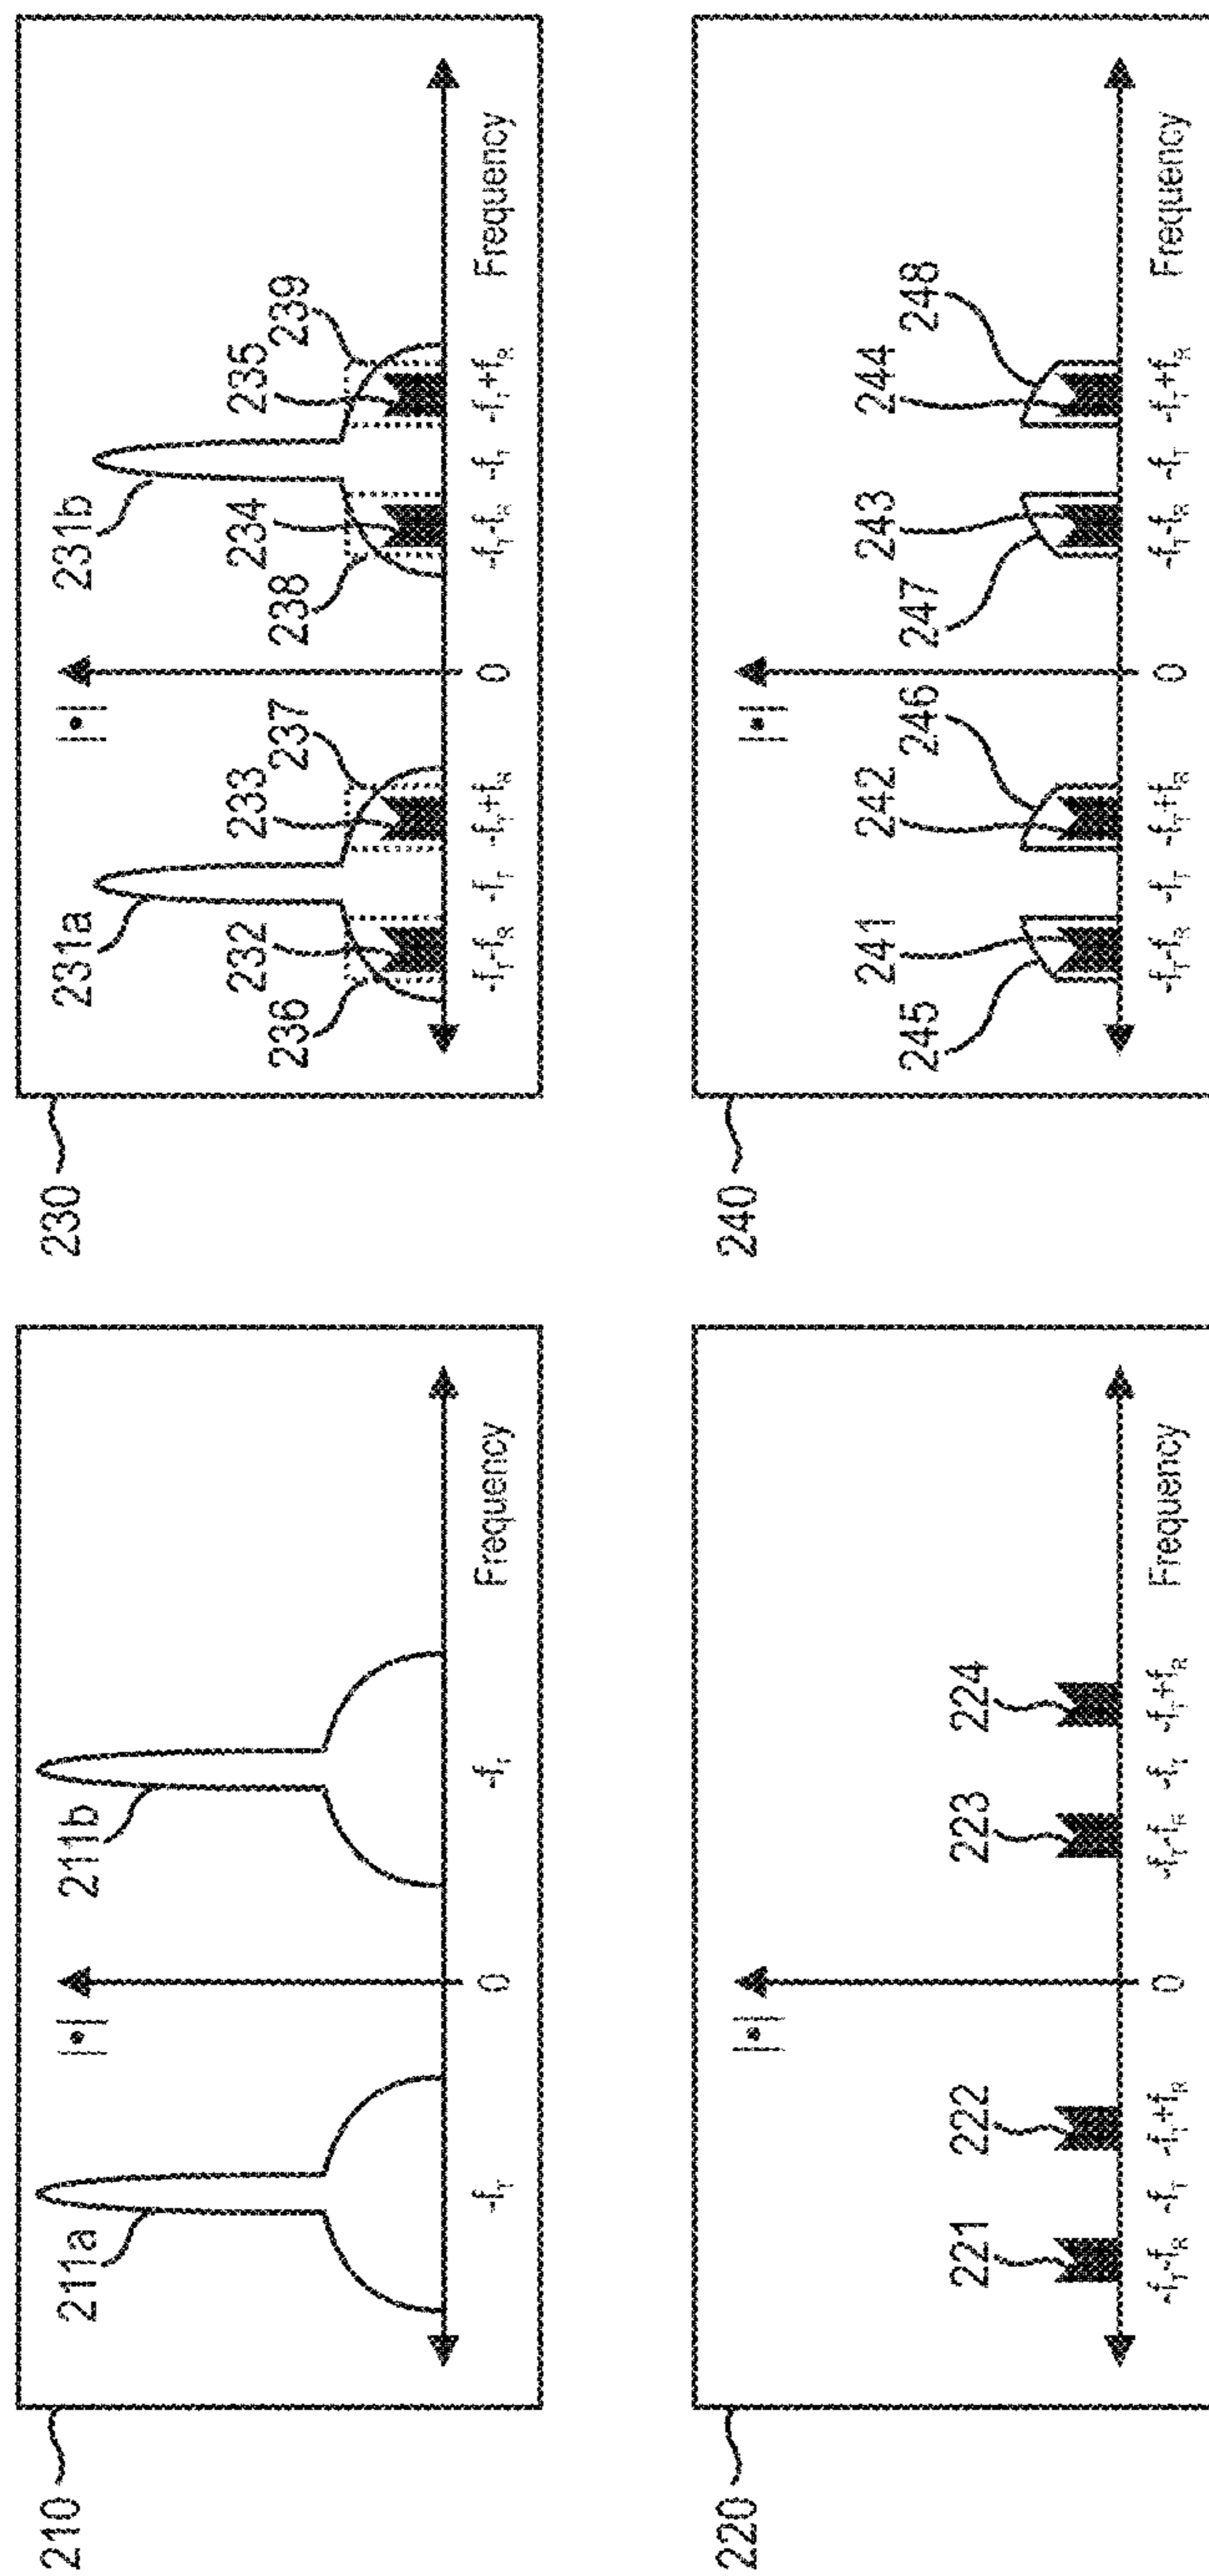 210
211a
|•|
211b
-fT
0
-fT
Frequency
220
|•|
221
222
223
224
-fT-fR
-fT
-fT+fR
0
-fT-fR
-fT
-fT+fR
Frequency
230
231a
|•|
231b
232
233
234
235
236
237
238
239
-fT-fR
-fT
-fT+fR
0
-fT-fR
-fT
-fT+fR
Frequency
240
|•|
241
242
243
244
245
246
247
248
-fT-fR
-fT
-fT+fR
0
-fT-fR
-fT
-fT+fR
Frequency